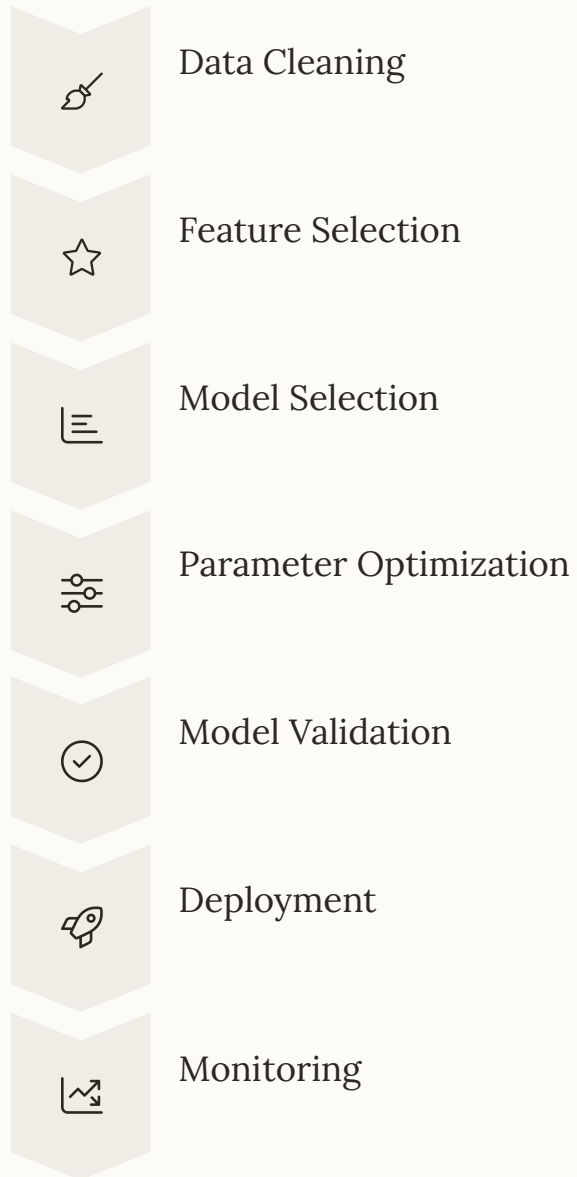 Data Cleaning
Feature Selection
Model Selection
Parameter Optimization
Model Validation
Deployment
Monitoring